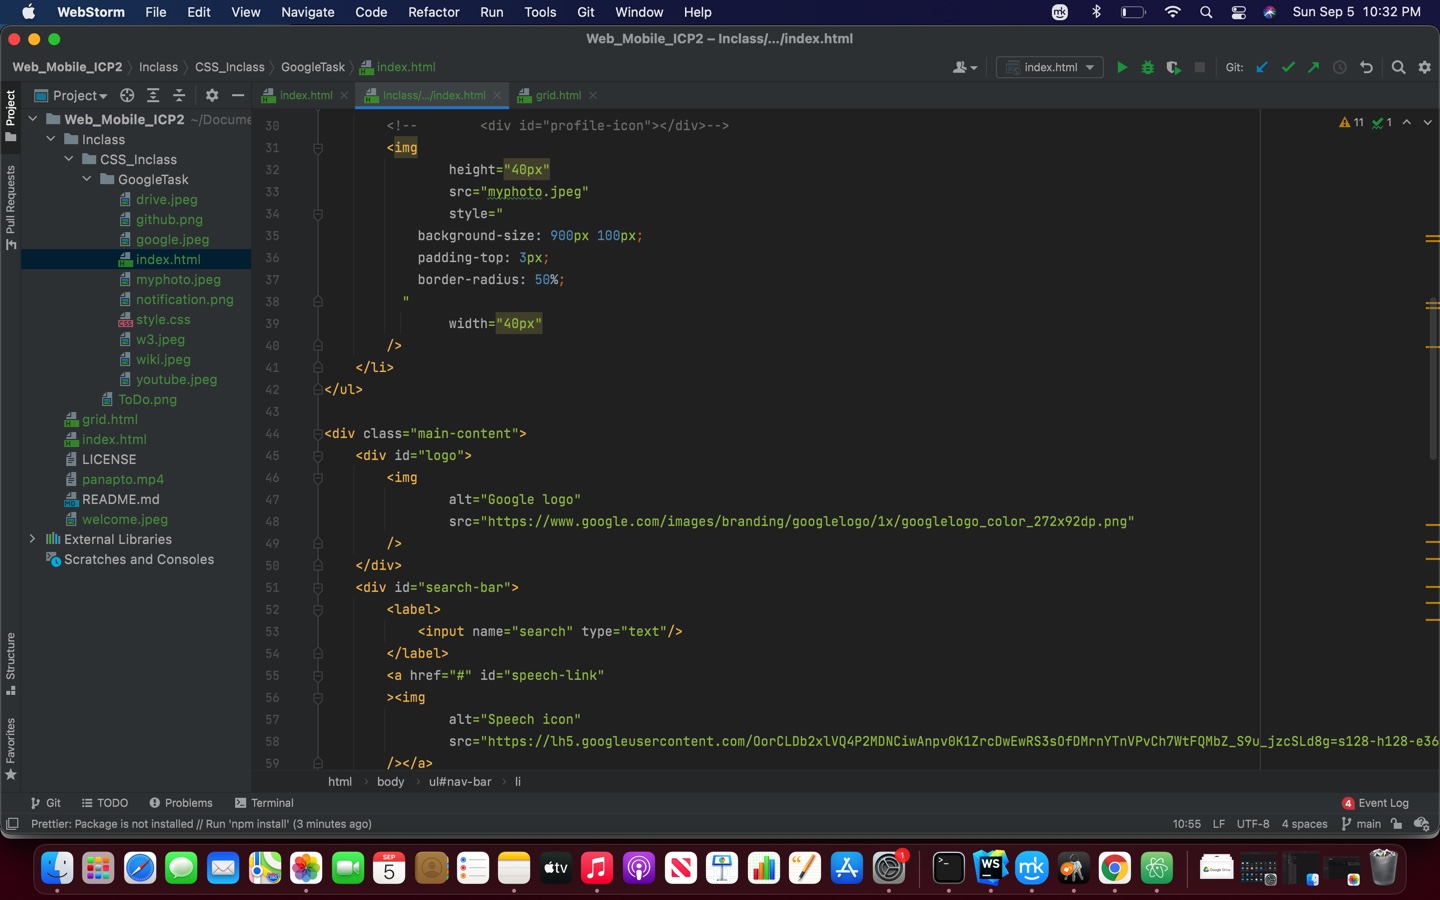 WebStorm File Edit View Navigate Code Refactor Run Tools Git Window Help
mk
Sun Sep 5 10:32 PM
Web_Mobile_ICP2 – Inclass/.../index.html
Web_Mobile_ICP2 Inclass CSS_Inclass GoogleTask index.html
index.html
Git:
Project
index.html
Inclass/.../index.html
grid.html
Project
Pull Requests
Structure
Favorites
Web_Mobile_ICP2 ~/Docume
Inclass
CSS_Inclass
GoogleTask
drive.jpeg
github.png
google.jpeg
index.html
myphoto.jpeg
notification.png
style.css
w3.jpeg
wiki.jpeg
youtube.jpeg
ToDo.png
grid.html
index.html
LICENSE
panapto.mp4
README.md
welcome.jpeg
External Libraries
Scratches and Consoles
11 1
30 <!-- <div id="profile-icon"></div>-->
31 <img
32 height="40px"
33 src="myphoto.jpeg"
34 style="
35 background-size: 900px 100px;
36 padding-top: 3px;
37 border-radius: 50%;
38 "
39 width="40px"
40 />
41 </li>
42 </ul>
43
44 <div class="main-content">
45 <div id="logo">
46 <img
47 alt="Google logo"
48 src="https://www.google.com/images/branding/googlelogo/1x/googlelogo_color_272x92dp.png"
49 />
50 </div>
51 <div id="search-bar">
52 <label>
53 <input name="search" type="text"/>
54 </label>
55 <a href="#" id="speech-link"
56 ><img
57 alt="Speech icon"
58 src="https://lh5.googleusercontent.com/OorCLDb2xlVQ4P2MDNCiwAnpv0K1ZrcDwEwRS3sOfDMrnYTnVPvCh7WtFQMbZ_S9u_jzcSLd8g=s128-h128-e36
59 /></a>
html body ul#nav-bar li
Git TODO Problems Terminal
4 Event Log
Prettier: Package is not installed // Run 'npm install' (3 minutes ago)
10:55 LF UTF-8 4 spaces main
SEP
5
tv
1
WS
mk